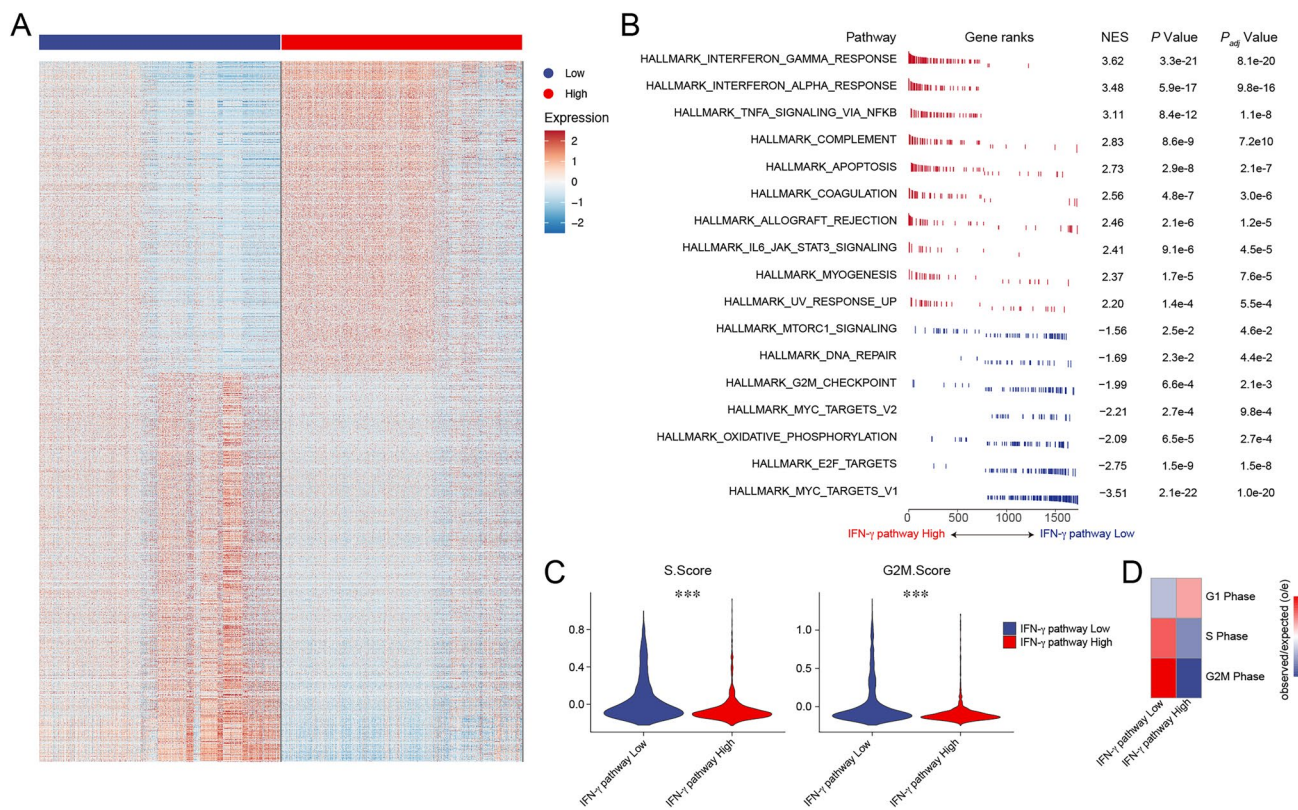 A
Low
High
Expression
2
1
0
−1
−2
B
Pathway Gene ranks NES P Value Padj Value
HALLMARK_INTERFERON_GAMMA_RESPONSE 3.62 3.3e-21 8.1e-20
HALLMARK_INTERFERON_ALPHA_RESPONSE 3.48 5.9e-17 9.8e-16
HALLMARK_TNFA_SIGNALING_VIA_NFKB 3.11 8.4e-12 1.1e-8
HALLMARK_COMPLEMENT 2.83 8.6e-9 7.2e10
HALLMARK_APOPTOSIS 2.73 2.9e-8 2.1e-7
HALLMARK_COAGULATION 2.56 4.8e-7 3.0e-6
HALLMARK_ALLOGRAFT_REJECTION 2.46 2.1e-6 1.2e-5
HALLMARK_IL6_JAK_STAT3_SIGNALING 2.41 9.1e-6 4.5e-5
HALLMARK_MYOGENESIS 2.37 1.7e-5 7.6e-5
HALLMARK_UV_RESPONSE_UP 2.20 1.4e-4 5.5e-4
HALLMARK_MTORC1_SIGNALING −1.56 2.5e-2 4.6e-2
HALLMARK_DNA_REPAIR −1.69 2.3e-2 4.4e-2
HALLMARK_G2M_CHECKPOINT −1.99 6.6e-4 2.1e-3
HALLMARK_MYC_TARGETS_V2 −2.21 2.7e-4 9.8e-4
HALLMARK_OXIDATIVE_PHOSPHORYLATION −2.09 6.5e-5 2.7e-4
HALLMARK_E2F_TARGETS −2.75 1.5e-9 1.5e-8
HALLMARK_MYC_TARGETS_V1 −3.51 2.1e-22 1.0e-20
0 500 1000 1500
IFN-γ pathway High IFN-γ pathway Low
C
S.Score
***
0.8
0.4
0.0
IFN-γ pathway Low
IFN-γ pathway High
G2M.Score
***
1.0
0.5
0.0
IFN-γ pathway Low
IFN-γ pathway High
IFN-γ pathway Low
IFN-γ pathway High
D
G1 Phase
S Phase
G2M Phase
IFN-γ pathway Low
IFN-γ pathway High
observed/expected (o/e)